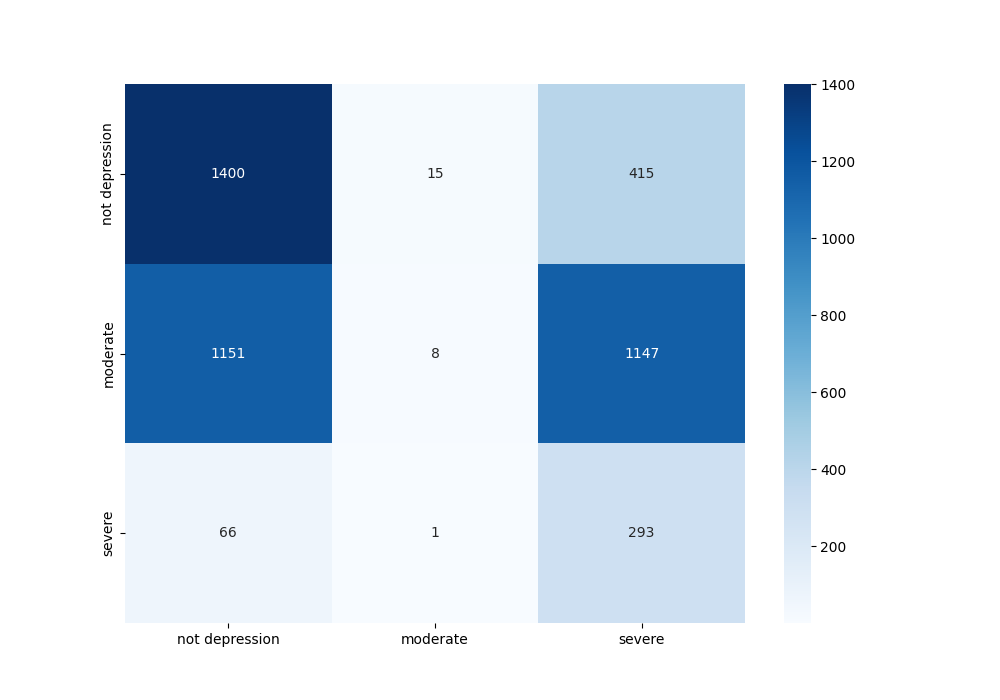 not depression
1400
15
415
moderate
1151
8
1147
severe
66
1
293
not depression
moderate
severe
1400
1200
1000
800
600
400
200